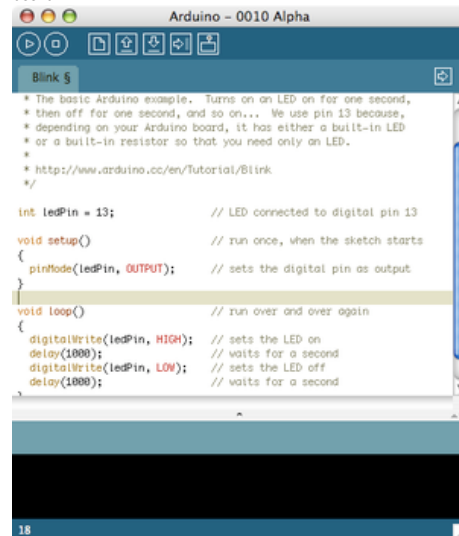 Arduino - 0010 Alpha
Blink §
* The basic Arduino example.  Turns on an LED on for one second,
* then off for one second, and so on... We use pin 13 because,
* depending on your Arduino board, it has either a built-in LED
* or a built-in resistor so that you need only an LED.
*
* http://www.arduino.cc/en/Tutorial/Blink
*/
int ledPin = 13;                // LED connected to digital pin 13
void setup()                    // run once, when the sketch starts
{
  pinMode(ledPin, OUTPUT);      // sets the digital pin as output
}
void loop()                     // run over and over again
{
  digitalWrite(ledPin, HIGH);   // sets the LED on
  delay(1000);                  // waits for a second
  digitalWrite(ledPin, LOW);    // sets the LED off
  delay(1000);                  // waits for a second
}
18